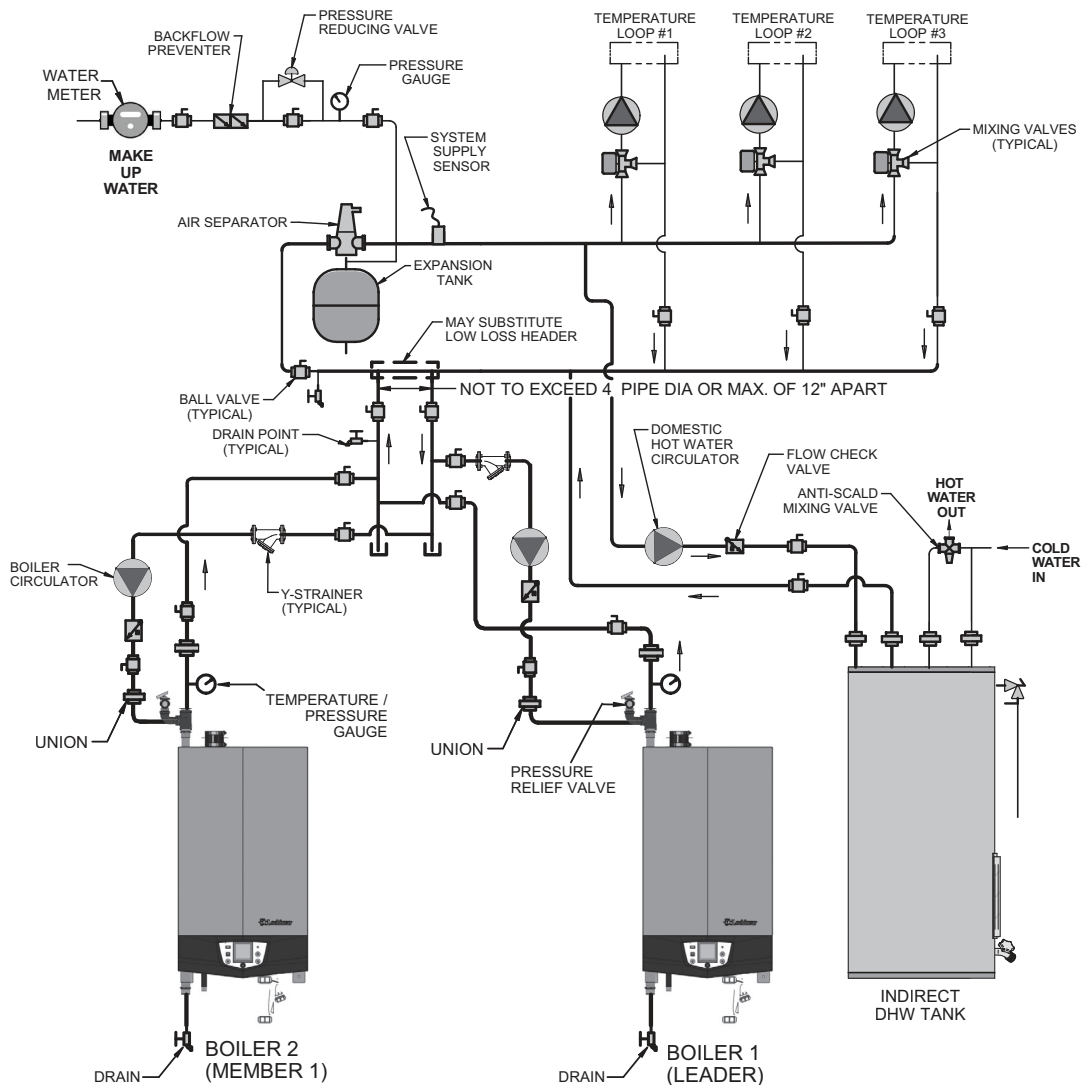 PRESSURE
REDUCING VALVE
BACKFLOW
PREVENTER
PRESSURE
GAUGE
WATER
METER
MAKE
UP
WATER
SYSTEM
SUPPLY
SENSOR
TEMPERATURE
LOOP #1
TEMPERATURE
LOOP #2
TEMPERATURE
LOOP #3
MIXING VALVES
(TYPICAL)
AIR SEPARATOR
EXPANSION
TANK
MAY SUBSTITUTE
LOW LOSS HEADER
NOT TO EXCEED 4 PIPE DIA OR MAX. OF 12" APART
BALL VALVE
(TYPICAL)
DRAIN POINT
(TYPICAL)
DOMESTIC
HOT WATER
CIRCULATOR
FLOW CHECK
VALVE
ANTI-SCALD
MIXING VALVE
HOT
WATER
OUT
COLD
WATER
IN
BOILER
CIRCULATOR
Y-STRAINER
(TYPICAL)
TEMPERATURE /
PRESSURE
GAUGE
UNION
UNION
PRESSURE
RELIEF VALVE
Lochinvar
Lochinvar
INDIRECT
DHW TANK
DRAIN
BOILER 2
(MEMBER 1)
DRAIN
BOILER 1
(LEADER)